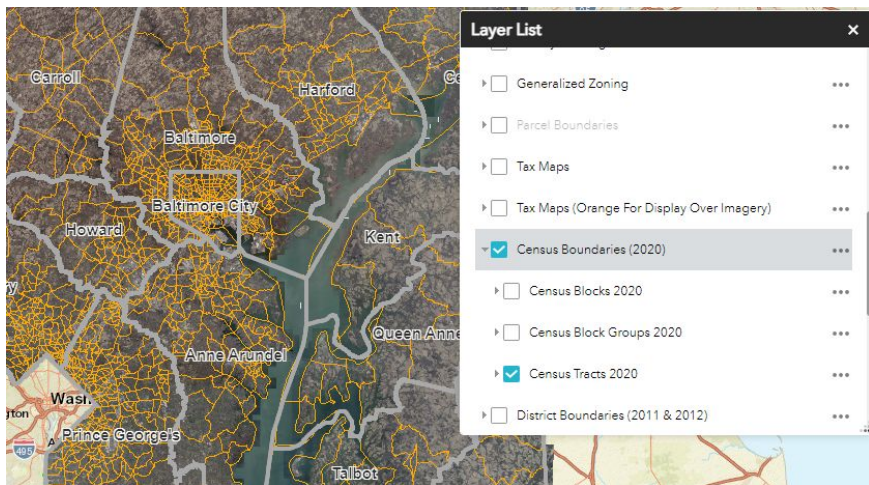 Carroll
Harford
Baltimore
Baltimore City
Howard
Kent
Queen Anne
Anne Arundel
Wash.
Prince George's
495
Talbot
Layer List
Generalized Zoning
Parcel Boundaries
Tax Maps
Tax Maps (Orange For Display Over Imagery)
Census Boundaries (2020)
Census Blocks 2020
Census Block Groups 2020
Census Tracts 2020
District Boundaries (2011 & 2012)